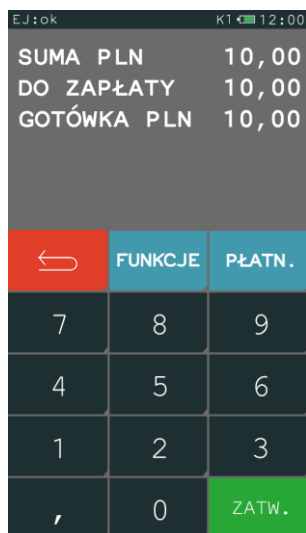 EJ:ok K1 12:00
SUMA PLN 10,00
DO ZAPŁATY 10,00
GOTÓWKA PLN 10,00
FUNKCJE PŁATN.
7 8 9
4 5 6
1 2 3
, 0 ZATW.